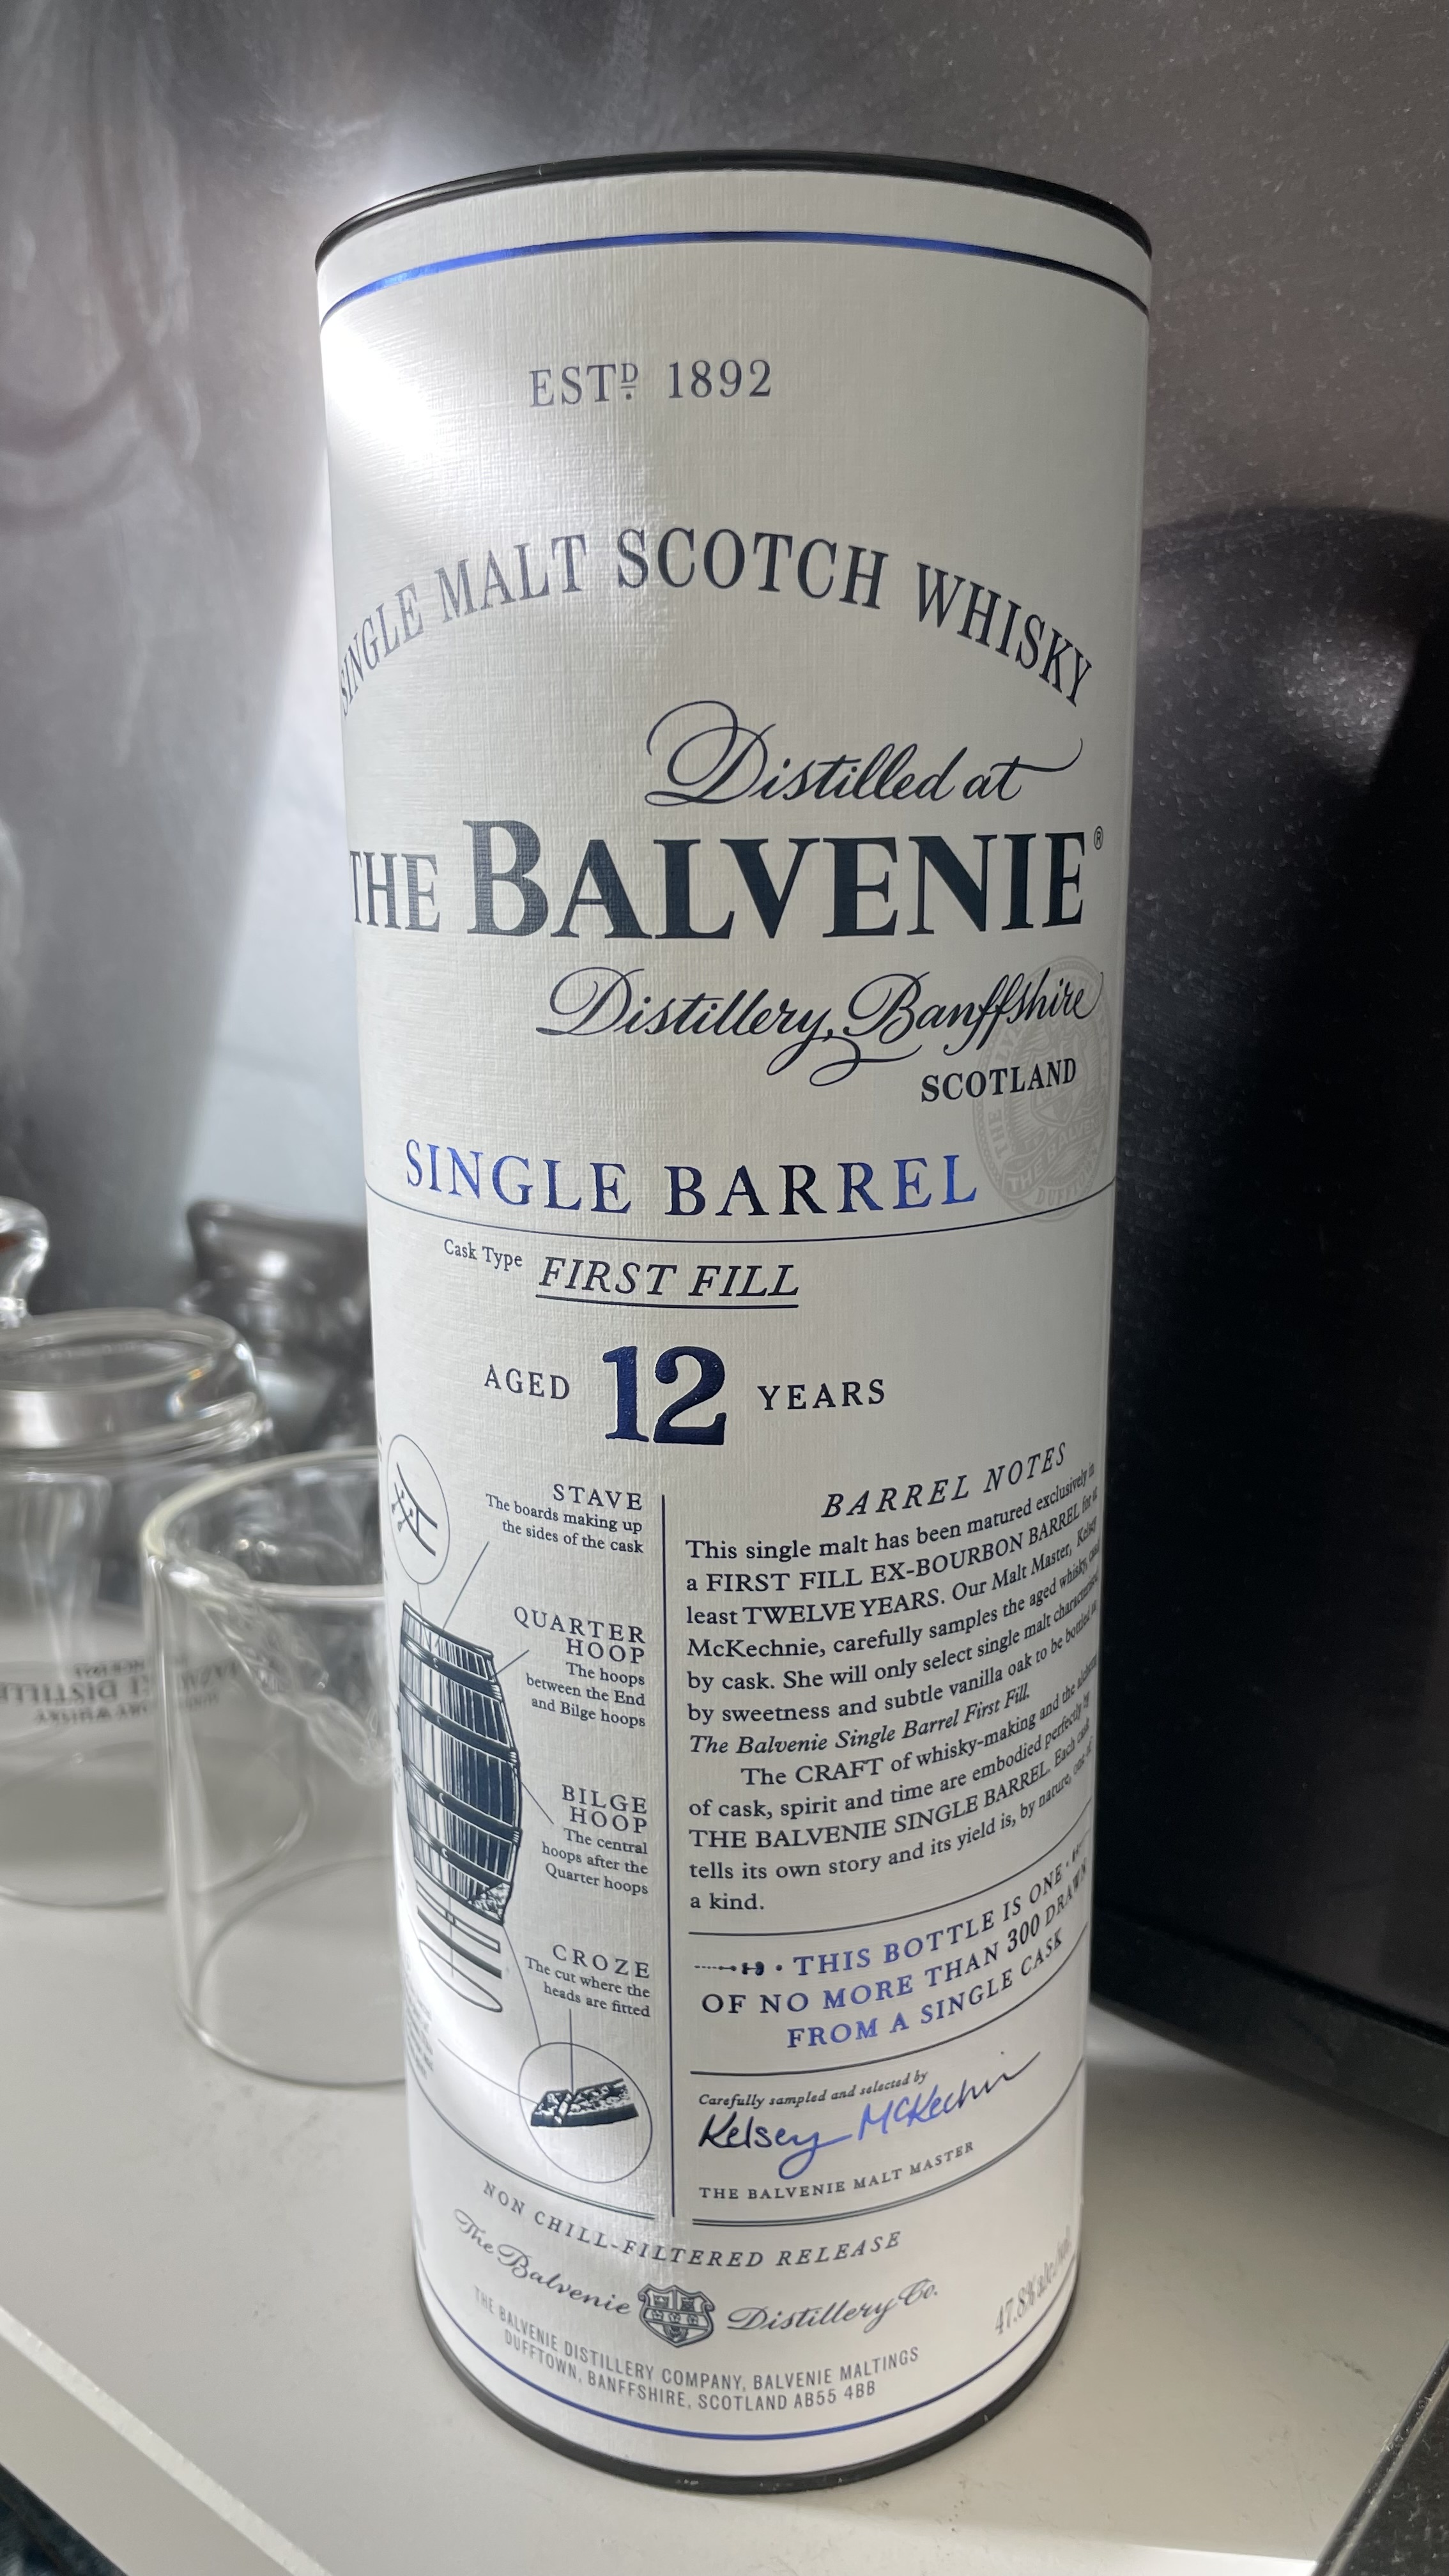 ESTD. 1892
SINGLE MALT SCOTCH WHISKY
Distilled at
THE BALVENIE®
Distillery, Banffshire
SCOTLAND
SINGLE BARREL
Cask Type FIRST FILL
AGED 12 YEARS
STAVE
The boards making up
the sides of the cask
QUARTER
HOOP
The hoops
between the End
and Bilge hoops
BILGE
HOOP
The central
hoops after the
Quarter hoops
CROZE
The cut where the
heads are fitted
BARREL NOTES
This single malt has been matured exclusively in
a FIRST FILL EX-BOURBON BARREL for at
least TWELVE YEARS. Our Malt Master, Kelsey
McKechnie, carefully samples the aged whisky, cask
by cask. She will only select single malt characterised
by sweetness and subtle vanilla oak to be bottled as
The Balvenie Single Barrel First Fill.
The CRAFT of whisky-making and the alchemy
of cask, spirit and time are embodied perfectly by
THE BALVENIE SINGLE BARREL. Each cask
tells its own story and its yield is, by nature, one of
a kind.
· THIS BOTTLE IS ONE ·
OF NO MORE THAN 300 DRAWN
FROM A SINGLE CASK
Carefully sampled and selected by
Kelsey McKechnie
THE BALVENIE MALT MASTER
NON CHILL-FILTERED RELEASE
The Balvenie Distillery Co.
47.8% alc./vol.
THE BALVENIE DISTILLERY COMPANY, BALVENIE MALTINGS
DUFFTOWN, BANFFSHIRE, SCOTLAND AB55 4BB